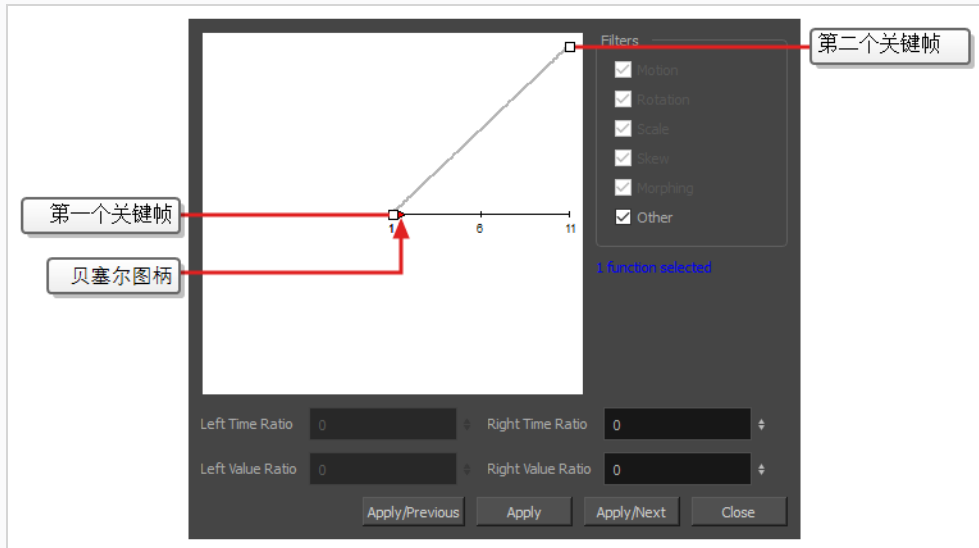 第二个关键帧
Filters
Motion
Rotation
Scale
Skew
Morphing
Other
第一个关键帧
1
6
11
贝塞尔图柄
1 function selected
Left Time Ratio 0 Right Time Ratio 0
Left Value Ratio 0 Right Value Ratio 0
Apply/Previous Apply Apply/Next Close